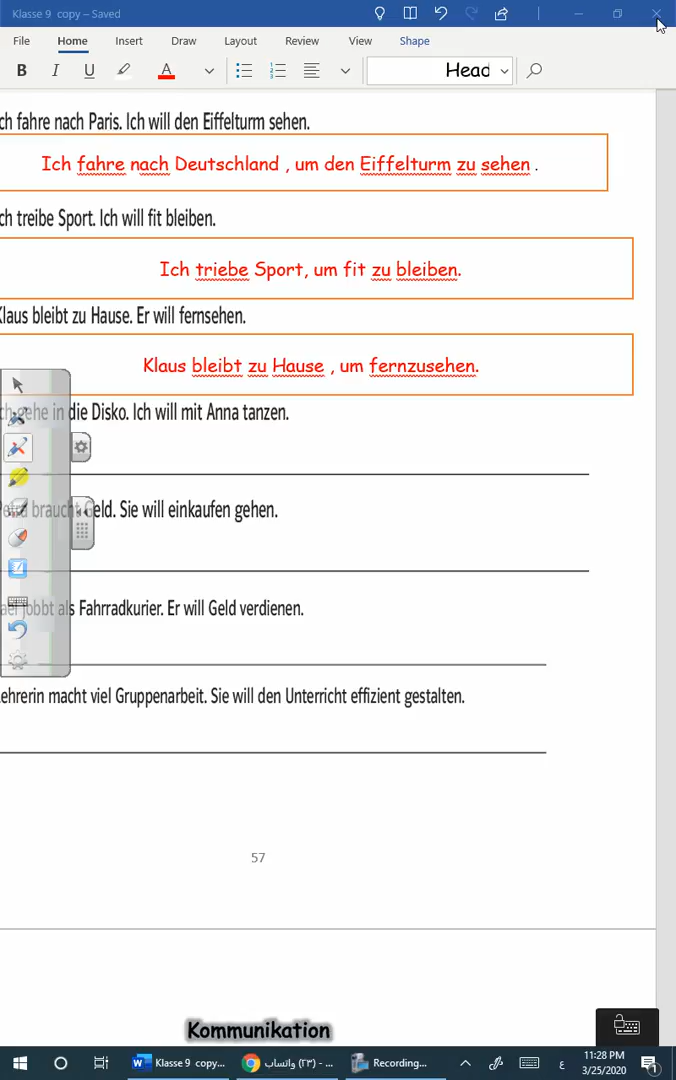 Klasse 9 copy – Saved
File Home Insert Draw Layout Review View Shape
B I U A Head
ch fahre nach Paris. Ich will den Eiffelturm sehen.
Ich fahre nach Deutschland , um den Eiffelturm zu sehen .
ch treibe Sport. Ich will fit bleiben.
Ich triebe Sport, um fit zu bleiben.
Klaus bleibt zu Hause. Er will fernsehen.
Klaus bleibt zu Hause , um fernzusehen.
ch gehe in die Disko. Ich will mit Anna tanzen.
Petra braucht Geld. Sie will einkaufen gehen.
ael jobbt als Fahrradkurier. Er will Geld verdienen.
ehrerin macht viel Gruppenarbeit. Sie will den Unterricht effizient gestalten.
57
Kommunikation
Klasse 9 copy... (٢٣) واتساب - ... Recording... ع 11:28 PM
3/25/2020 1